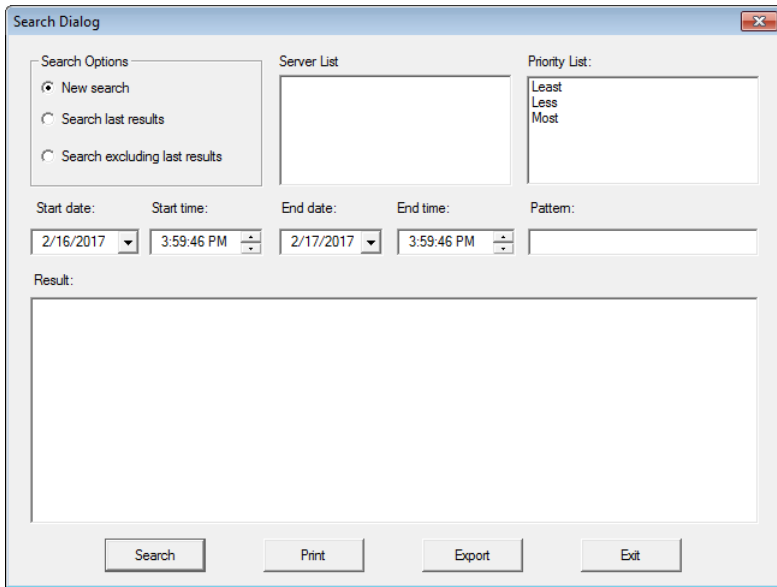 Search Dialog
Search Options
New search
Search last results
Search excluding last results
Server List
Priority List:
Least
Less
Most
Start date:
Start time:
End date:
End time:
Pattern:
2/16/2017
3:59:46 PM
2/17/2017
3:59:46 PM
Result:
Search
Print
Export
Exit